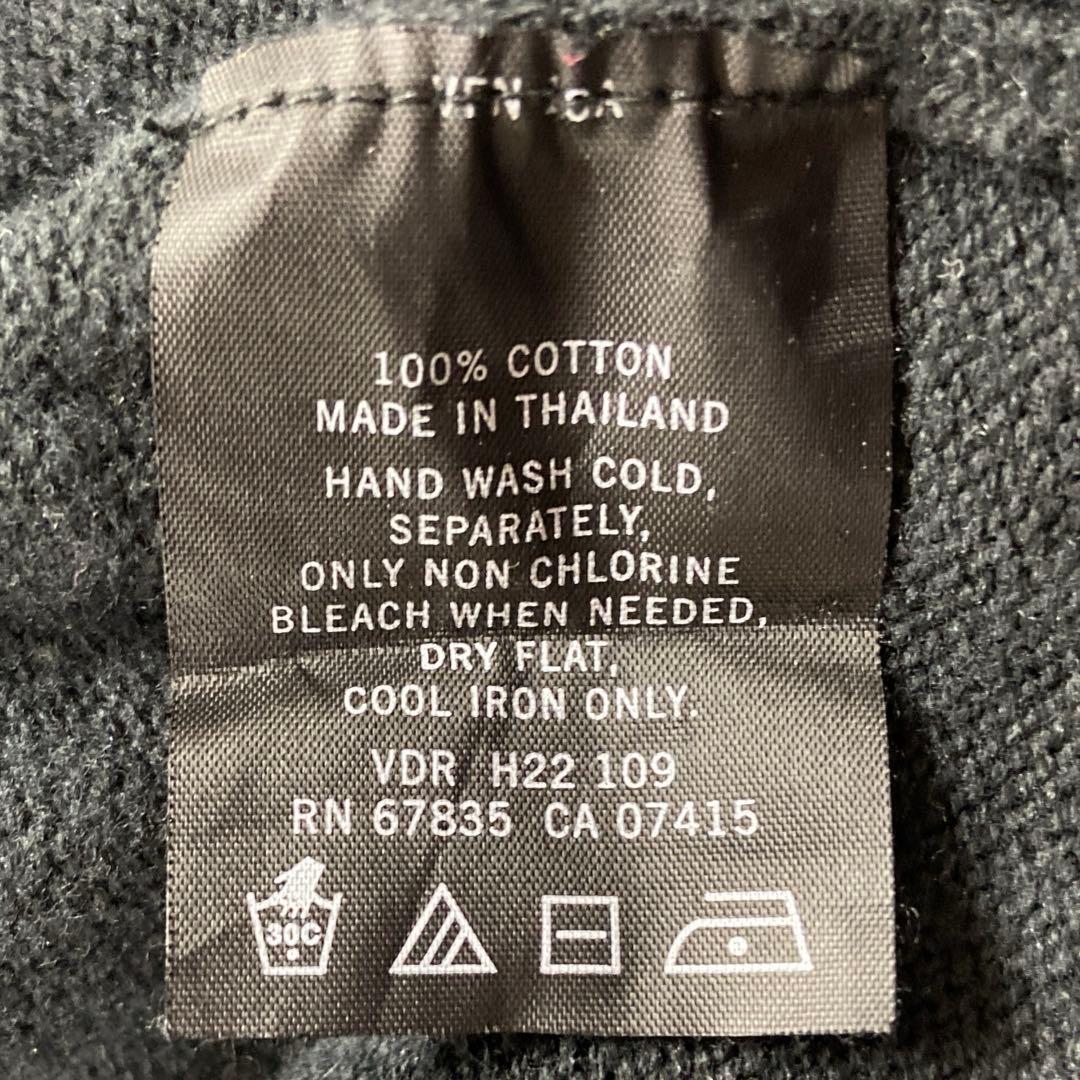 100% COTTON
MADE IN THAILAND
HAND WASH COLD,
SEPARATELY,
ONLY NON CHLORINE
BLEACH WHEN NEEDED,
DRY FLAT,
COOL IRON ONLY.
VDR H22 109
RN 67835 CA 07415
30C